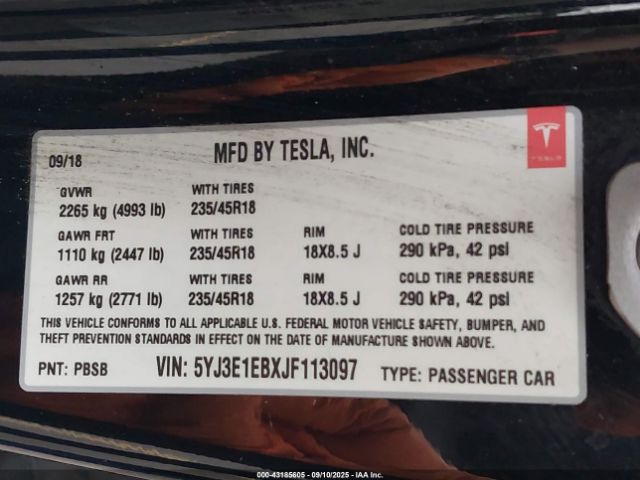 09/18
MFD BY TESLA, INC.
TESLA
GVWR WITH TIRES
2265 kg (4993 lb) 235/45R18
GAWR FRT WITH TIRES RIM COLD TIRE PRESSURE
1110 kg (2447 lb) 235/45R18 18X8.5 J 290 kPa, 42 psi
GAWR RR WITH TIRES RIM COLD TIRE PRESSURE
1257 kg (2771 lb) 235/45R18 18X8.5 J 290 kPa, 42 psi
THIS VEHICLE CONFORMS TO ALL APPLICABLE U.S. FEDERAL MOTOR VEHICLE SAFETY, BUMPER, AND
THEFT PREVENTION STANDARDS IN EFFECT ON THE DATE OF MANUFACTURE SHOWN ABOVE.
PNT: PBSB VIN: 5YJ3E1EBXJF113097 TYPE: PASSENGER CAR
000-43185605 - 09/10/2025 - IAA Inc.